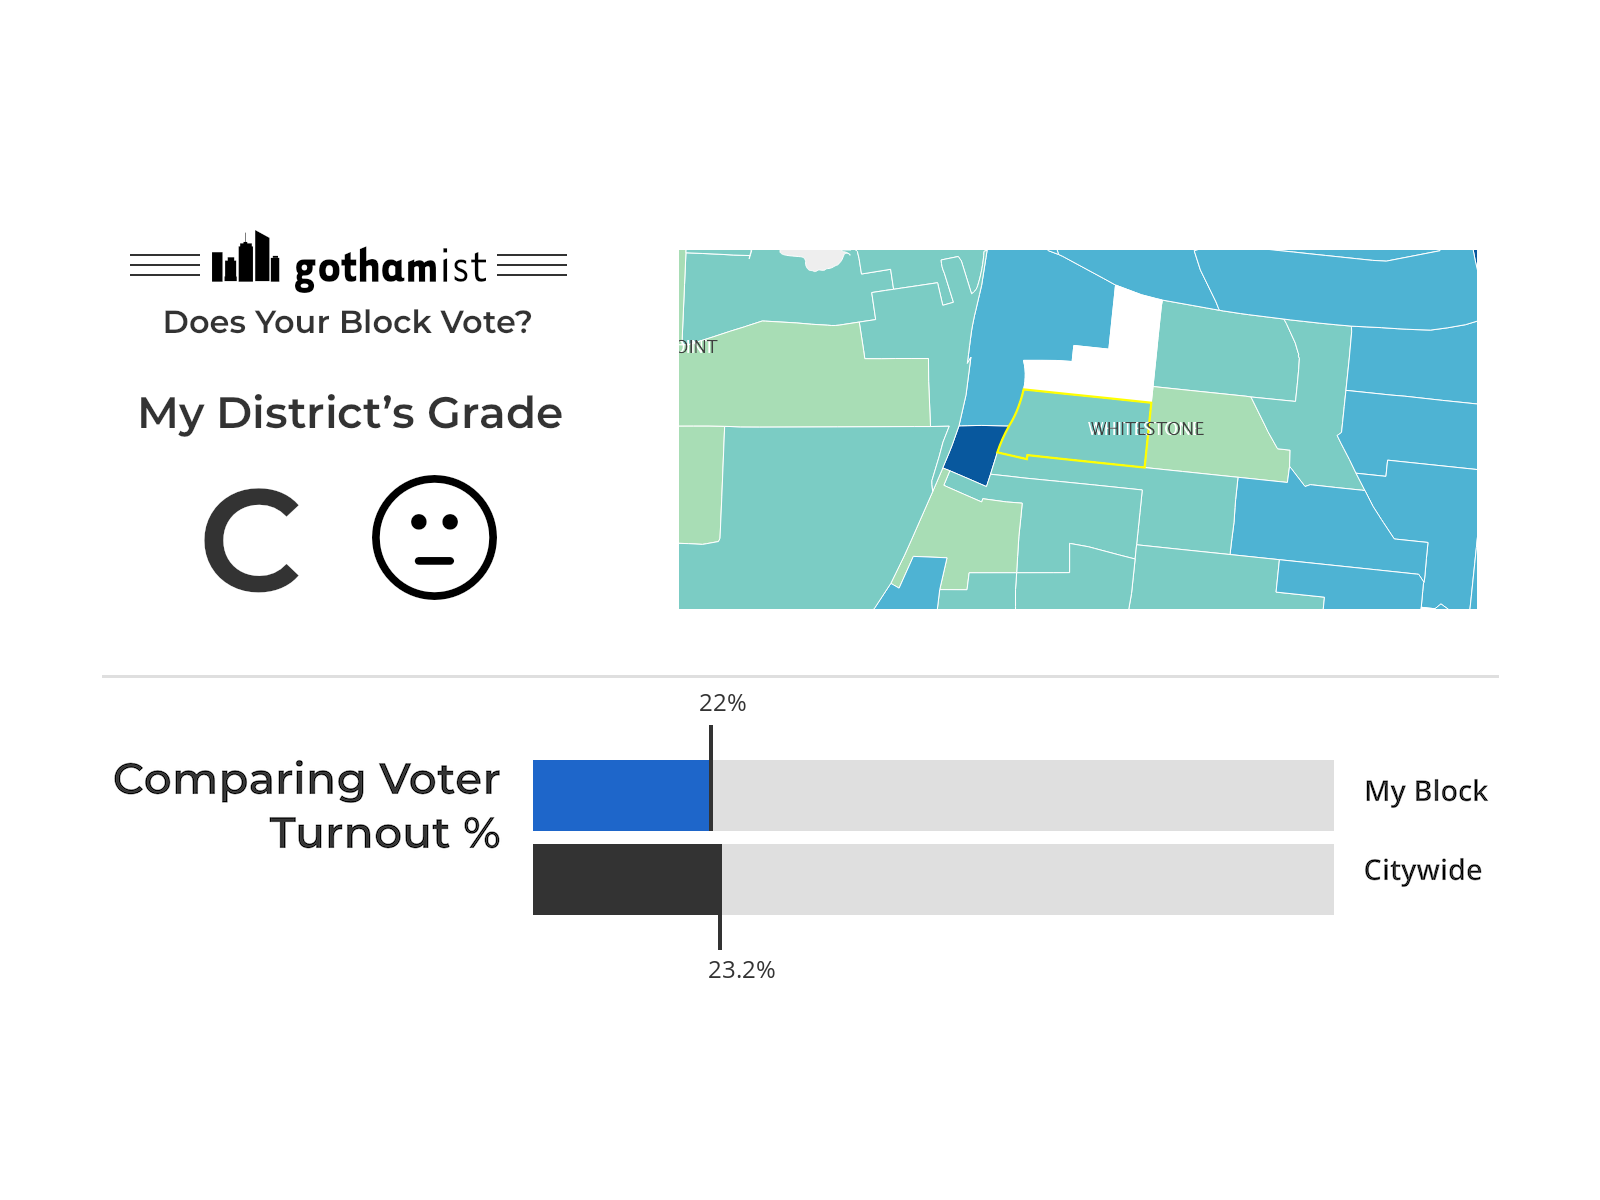 gothamist
Does Your Block Vote?
My District’s Grade
C
OINT
WHITESTONE
22%
Comparing Voter
Turnout %
My Block
Citywide
23.2%